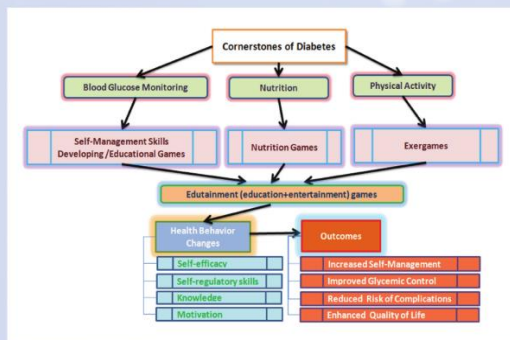 Cornerstones of Diabetes
Blood Glucose Monitoring
Nutrition
Physical Activity
Self-Management Skills
Developing /Educational Games
Nutrition Games
Exergames
Edutainment (education+entertainment) games
Health Behavior
Changes
Outcomes
Self-efficacy
Self-regulatory skills
Knowledge
Motivation
Increased Self-Management
Improved Glycemic Control
Reduced Risk of Complications
Enhanced Quality of Life